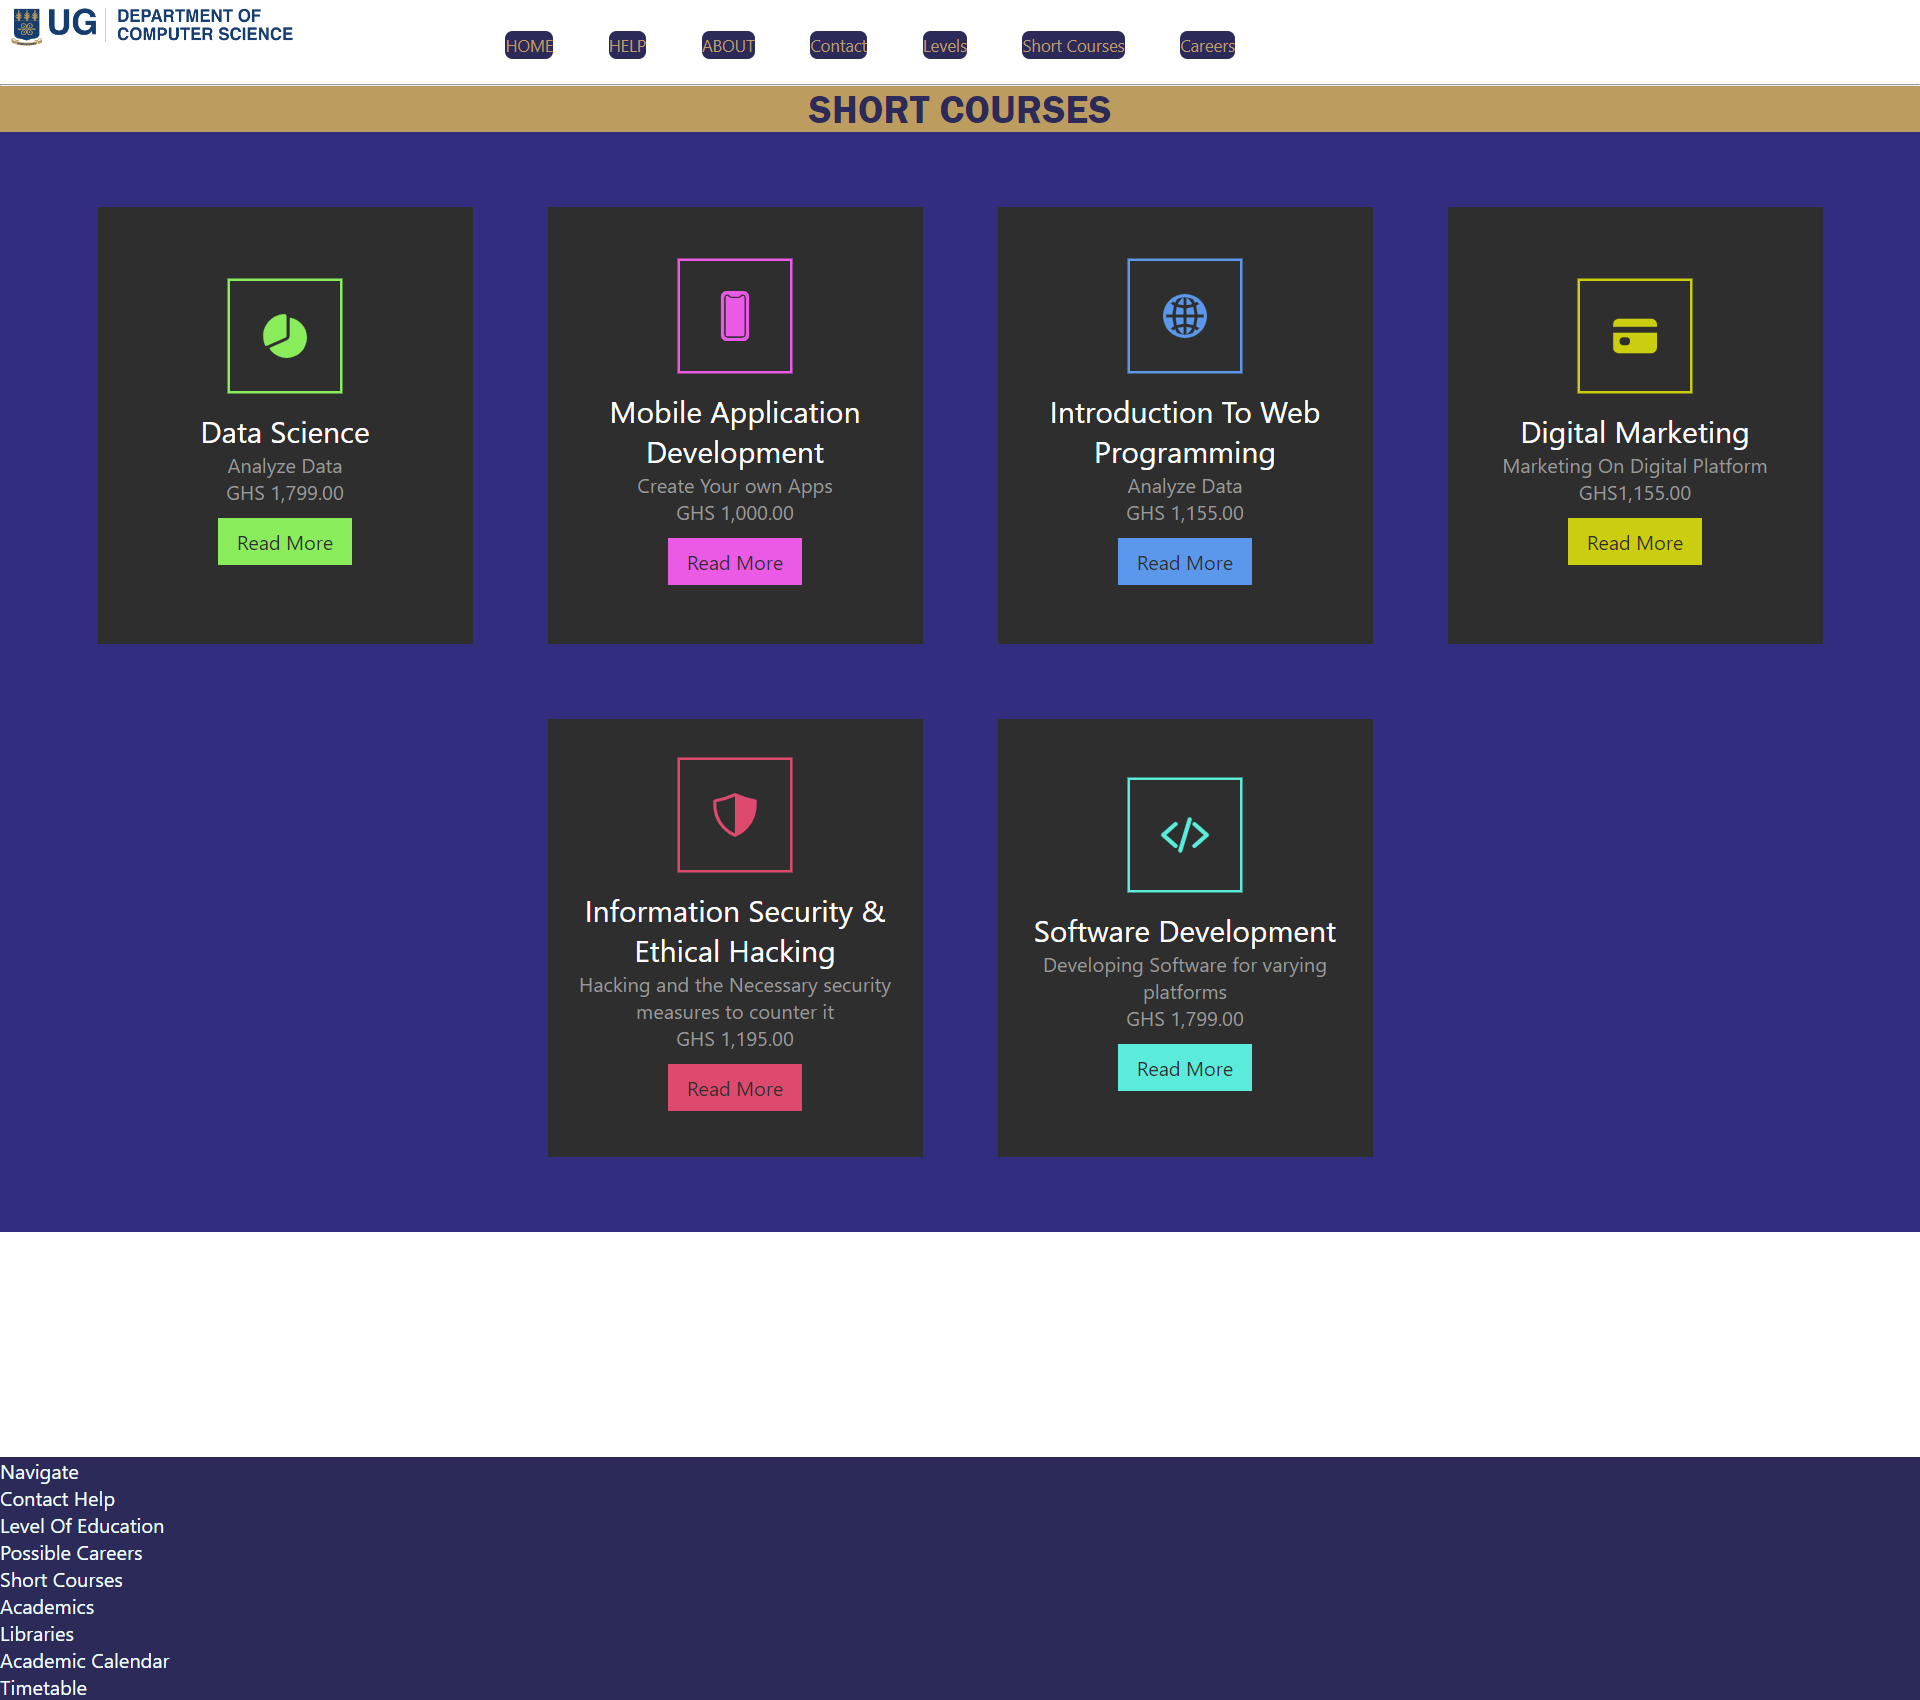 UG
DEPARTMENT OF
COMPUTER SCIENCE
HOME
HELP
ABOUT
Contact
Levels
Short Courses
Careers
SHORT COURSES
Data Science
Analyze Data
GHS 1,799.00
Read More
Mobile Application
Development
Create Your own Apps
GHS 1,000.00
Read More
Introduction To Web
Programming
Analyze Data
GHS 1,155.00
Read More
Digital Marketing
Marketing On Digital Platform
GHS1,155.00
Read More
Information Security &
Ethical Hacking
Hacking and the Necessary security
measures to counter it
GHS 1,195.00
Read More
Software Development
Developing Software for varying
platforms
GHS 1,799.00
Read More
Navigate
Contact Help
Level Of Education
Possible Careers
Short Courses
Academics
Libraries
Academic Calendar
Timetable